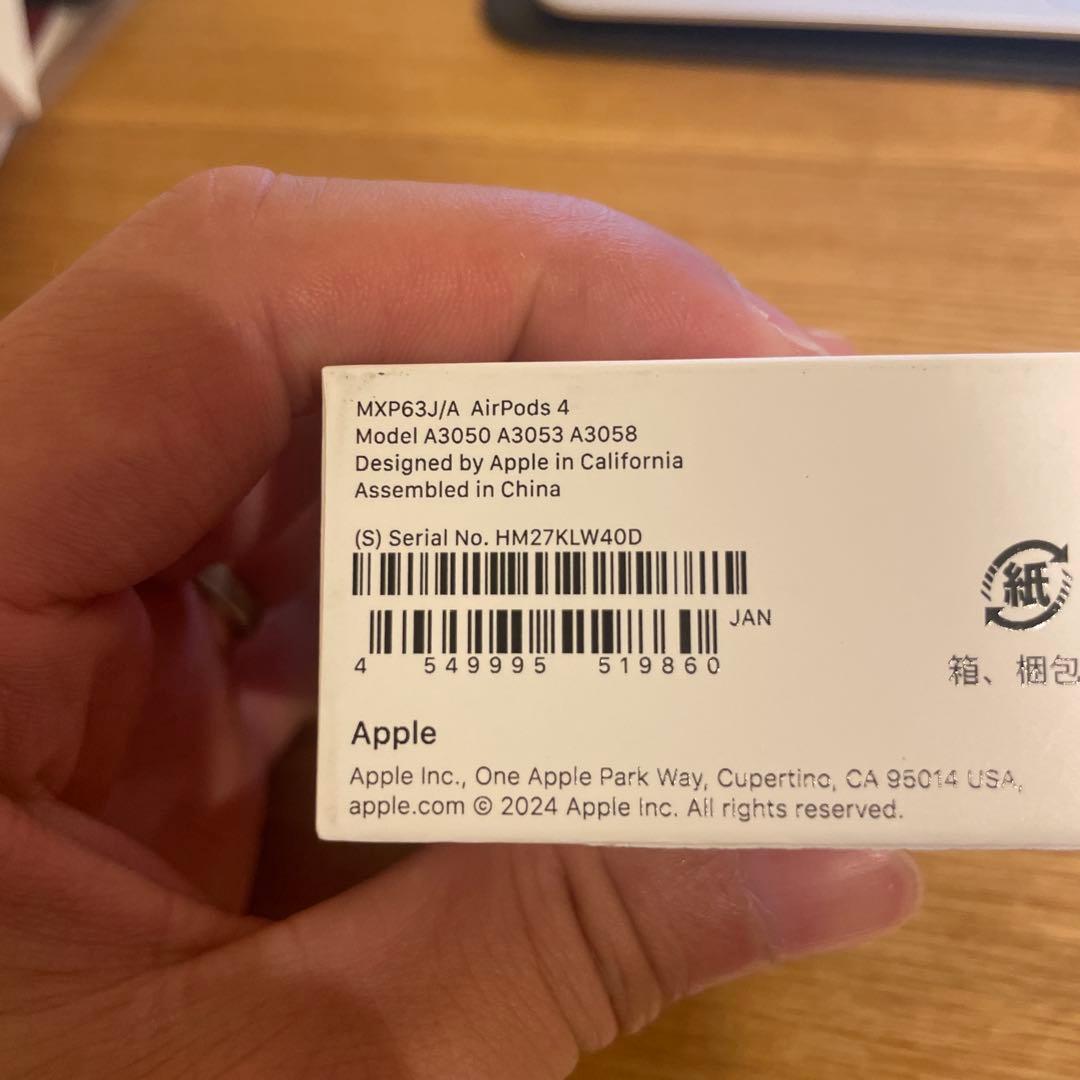 MXP63J/A AirPods 4
Model A3050 A3053 A3058
Designed by Apple in California
Assembled in China
(S) Serial No. HM27KLW40D
JAN
4 549995 519860
紙
箱、梱包
Apple
Apple Inc., One Apple Park Way, Cupertino, CA 95014 USA,
apple.com © 2024 Apple Inc. All rights reserved.